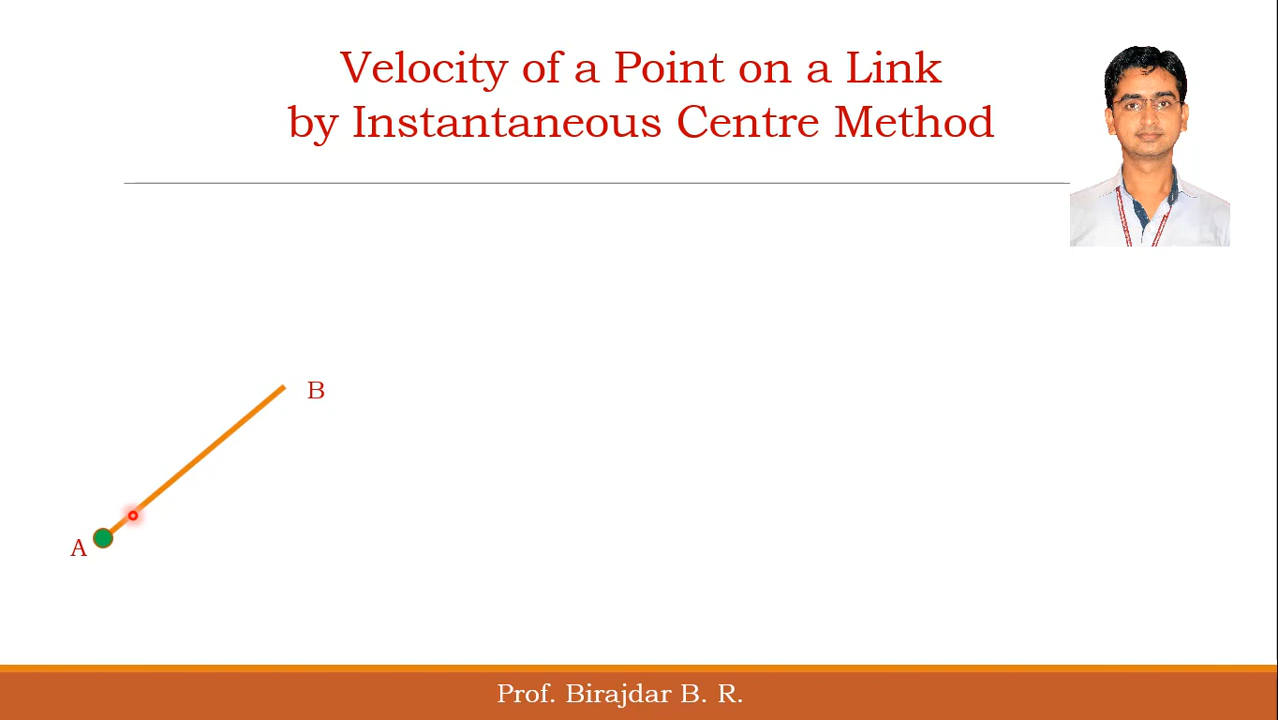 Velocity of a Point on a Link
by Instantaneous Centre Method
B
A
Prof. Birajdar B. R.